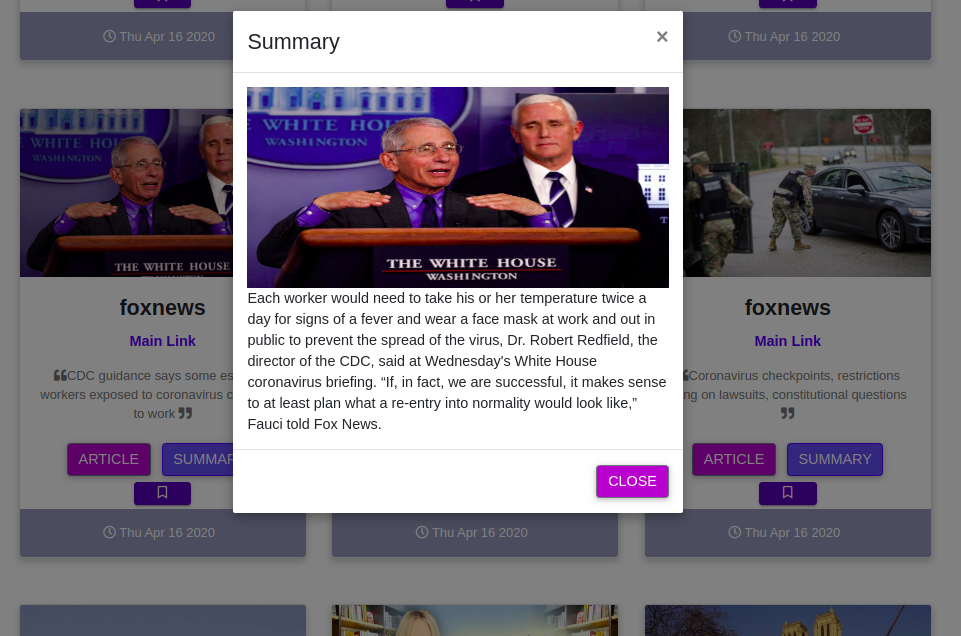 Thu Apr 16 2020
Thu Apr 16 2020
Summary
×
THE WHITE HOU
WASHINGTON
THE WHITE HOUSE
WASHINGTON
Each worker would need to take his or her temperature twice a
day for signs of a fever and wear a face mask at work and out in
public to prevent the spread of the virus, Dr. Robert Redfield, the
director of the CDC, said at Wednesday's White House
coronavirus briefing. “If, in fact, we are successful, it makes sense
to at least plan what a re-entry into normality would look like,”
Fauci told Fox News.
CLOSE
WHITE HOU
WASHINGTON
THE WHITE HOUSE
WASHINGTON
foxnews
Main Link
❝CDC guidance says some es
workers exposed to coronavirus c
to work ❞
ARTICLE
SUMMAR
Thu Apr 16 2020
Thu Apr 16 2020
foxnews
Main Link
❝Coronavirus checkpoints, restrictions
ng on lawsuits, constitutional questions
❞
ARTICLE
SUMMARY
Thu Apr 16 2020